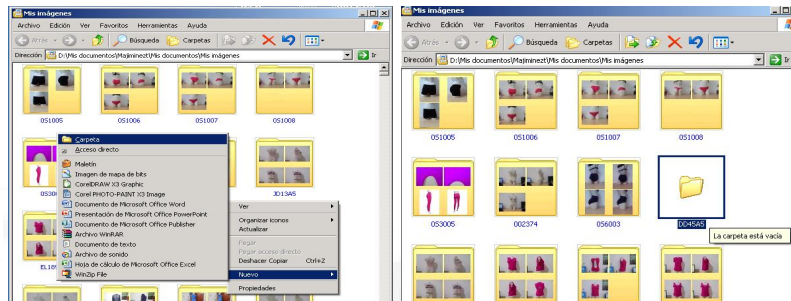 Mis imágenes
Archivo Edición Ver Favoritos Herramientas Ayuda
Atrás Búsqueda Carpetas
Dirección D:\Mis documentos\Majiminezt\Mis documentos\Mis imágenes Ir
051005 051006 051007 051008
Carpeta
Acceso directo
Maletín
Imagen de mapa de bits
CorelDRAW X3 Graphic
Corel PHOTO-PAINT X3 Image
Documento de Microsoft Office Word
Presentación de Microsoft Office PowerPoint
Documento de Microsoft Office Publisher
Archivo WinRAR
Documento de texto
Archivo de sonido
Hoja de cálculo de Microsoft Office Excel
WinZip File
0530
JD13AS
EL189
Ver
Organizar iconos
Actualizar
Pegar
Pegar acceso directo
Deshacer Copiar Ctrl+Z
Nuevo
Propiedades
Mis imágenes
Archivo Edición Ver Favoritos Herramientas Ayuda
Atrás Búsqueda Carpetas
Dirección D:\Mis documentos\Majiminezt\Mis documentos\Mis imágenes Ir
051005 051006 051007 051008
053005 002374 056003 DD45A5
La carpeta está vacía